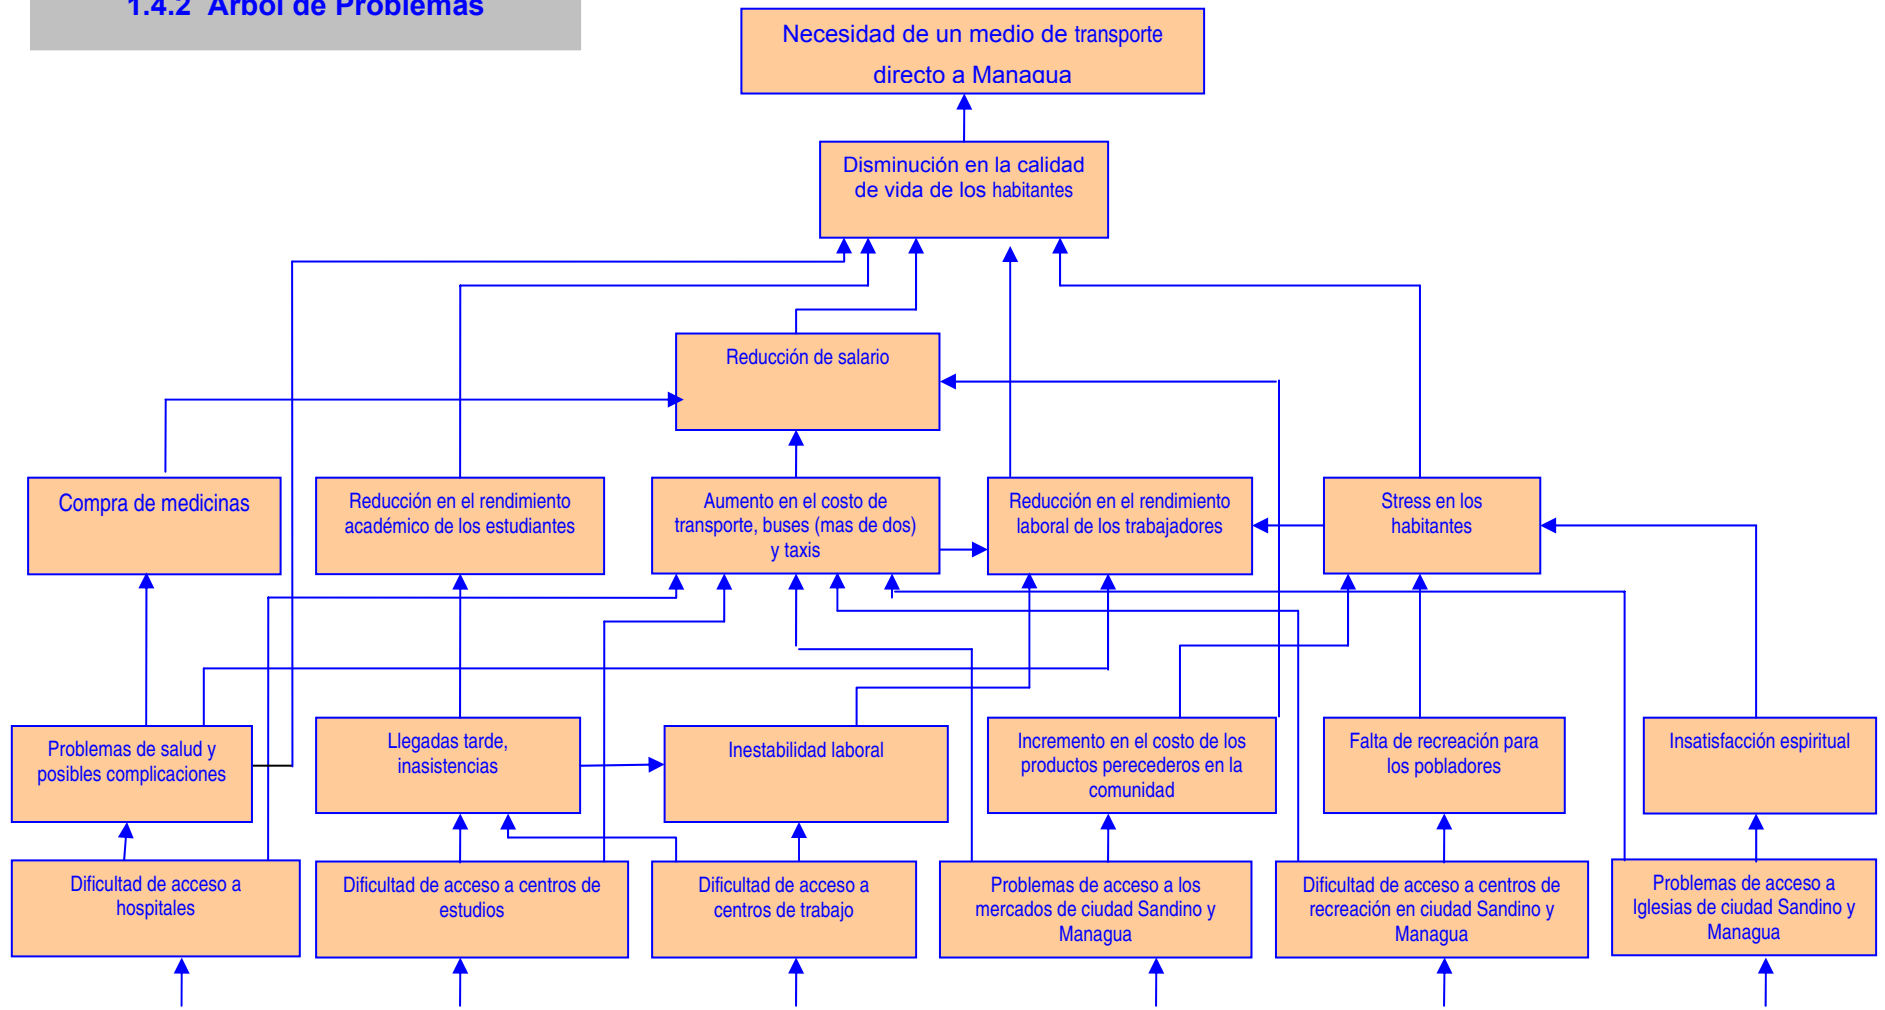 1.4.2 Árbol de Problemas
Necesidad de un medio de transporte
directo a Managua
Disminución en la calidad
de vida de los habitantes
Reducción de salario
Compra de medicinas
Reducción en el rendimiento
académico de los estudiantes
Aumento en el costo de
transporte, buses (mas de dos)
y taxis
Reducción en el rendimiento
laboral de los trabajadores
Stress en los
habitantes
Problemas de salud y
posibles complicaciones
Llegadas tarde,
inasistencias
Inestabilidad laboral
Incremento en el costo de los
productos perecederos en la
comunidad
Falta de recreación para
los pobladores
Insatisfacción espiritual
Dificultad de acceso a
hospitales
Dificultad de acceso a centros de
estudios
Dificultad de acceso a
centros de trabajo
Problemas de acceso a los
mercados de ciudad Sandino y
Managua
Dificultad de acceso a centros de
recreación en ciudad Sandino y
Managua
Problemas de acceso a
Iglesias de ciudad Sandino y
Managua